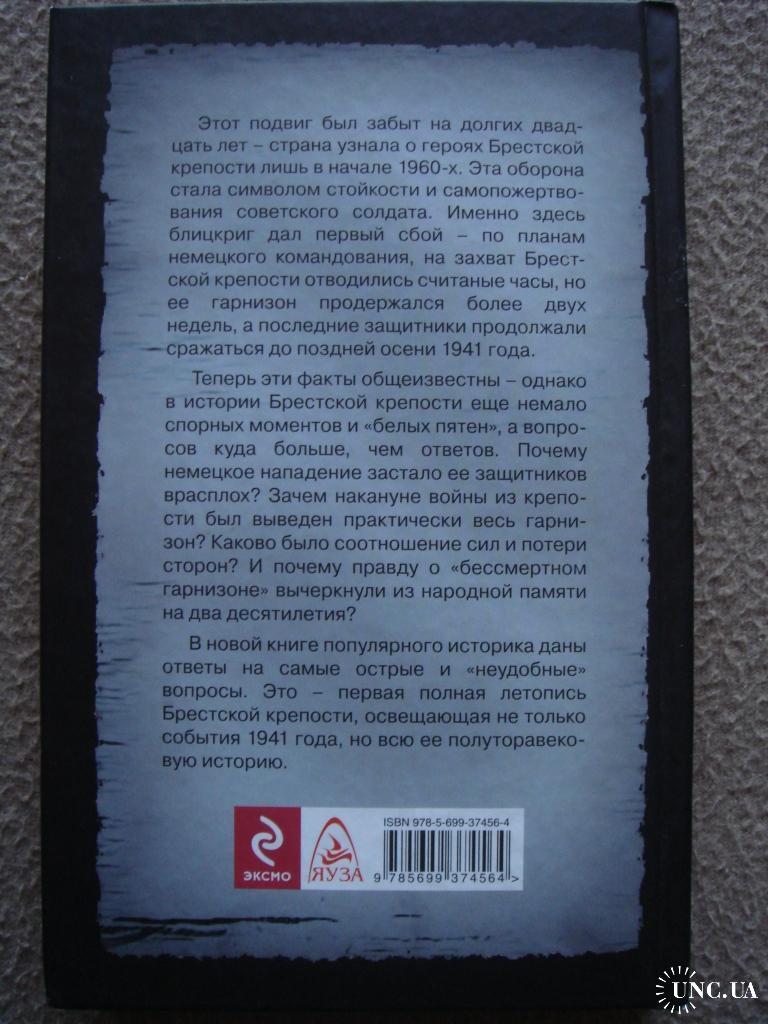 Этот подвиг был забыт на долгих двад-
цать лет – страна узнала о героях Брестской
крепости лишь в начале 1960-х. Эта оборона
стала символом стойкости и самопожертво-
вания советского солдата. Именно здесь
блицкриг дал первый сбой – по планам
немецкого командования, на захват Брест-
ской крепости отводились считаные часы, но
ее гарнизон продержался более двух
недель, а последние защитники продолжали
сражаться до поздней осени 1941 года.
Теперь эти факты общеизвестны – однако
в истории Брестской крепости еще немало
спорных моментов и «белых пятен», а вопро-
сов куда больше, чем ответов. Почему
немецкое нападение застало ее защитников
врасплох? Зачем накануне войны из крепо-
сти был выведен практически весь гарни-
зон? Каково было соотношение сил и потери
сторон? И почему правду о «бессмертном
гарнизоне» вычеркнули из народной памяти
на два десятилетия?
В новой книге популярного историка даны
ответы на самые острые и «неудобные»
вопросы. Это – первая полная летопись
Брестской крепости, освещающая не только
события 1941 года, но всю ее полуторавеко-
вую историю.
ISBN 978-5-699-37456-4
ЭКСМО
ЯУЗА
9 785699 374564 >
UNC.UA